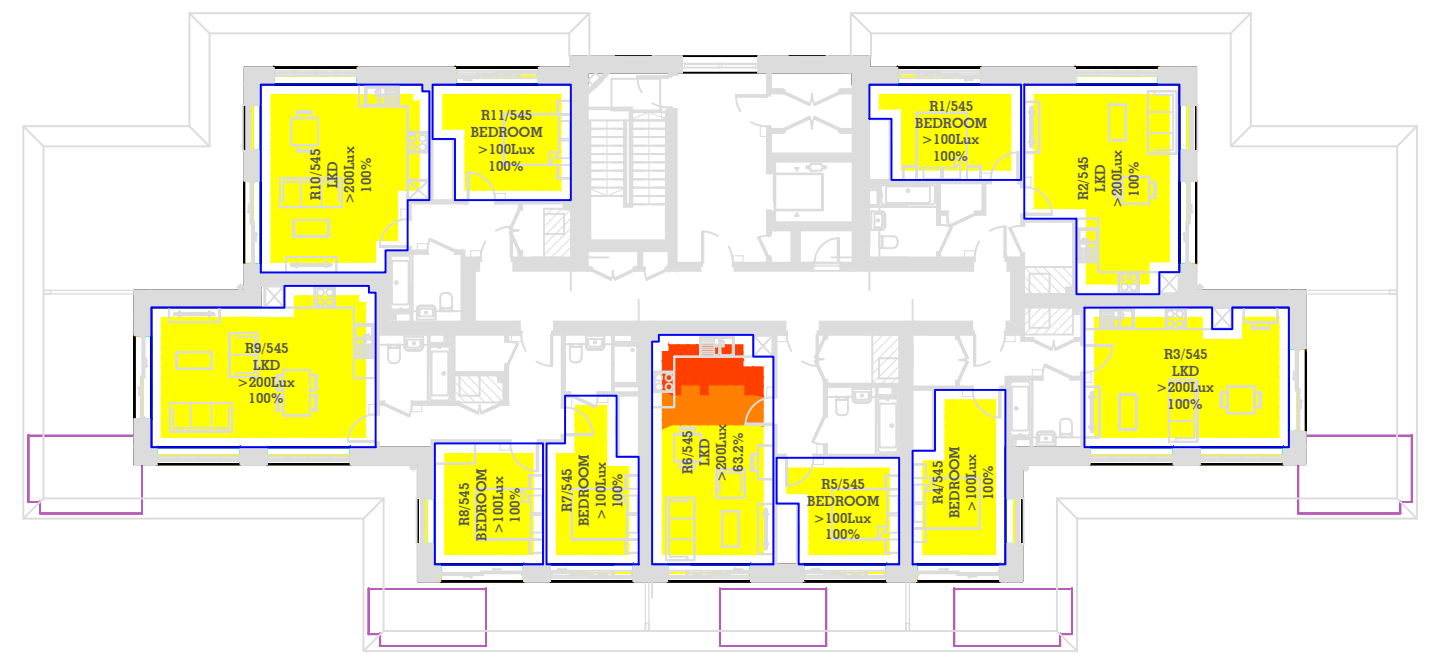 R11/545
BEDROOM
>100Lux
100%
R1/545
BEDROOM
>100Lux
100%
R10/545
LKD
>200Lux
100%
R2/545
LKD
>200Lux
100%
R9/545
LKD
>200Lux
100%
R3/545
LKD
>200Lux
100%
R6/545
LKD
>200Lux
63.2%
R8/545
BEDROOM
>100Lux
100%
R7/545
BEDROOM
>100Lux
100%
R5/545
BEDROOM
>100Lux
100%
R4/545
BEDROOM
>100Lux
100%